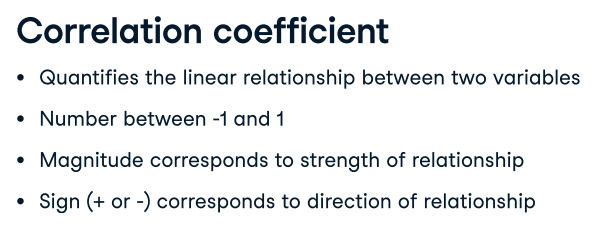 Correlation coefficient
• Quantifies the linear relationship between two variables
• Number between -1 and 1
• Magnitude corresponds to strength of relationship
• Sign (+ or -) corresponds to direction of relationship